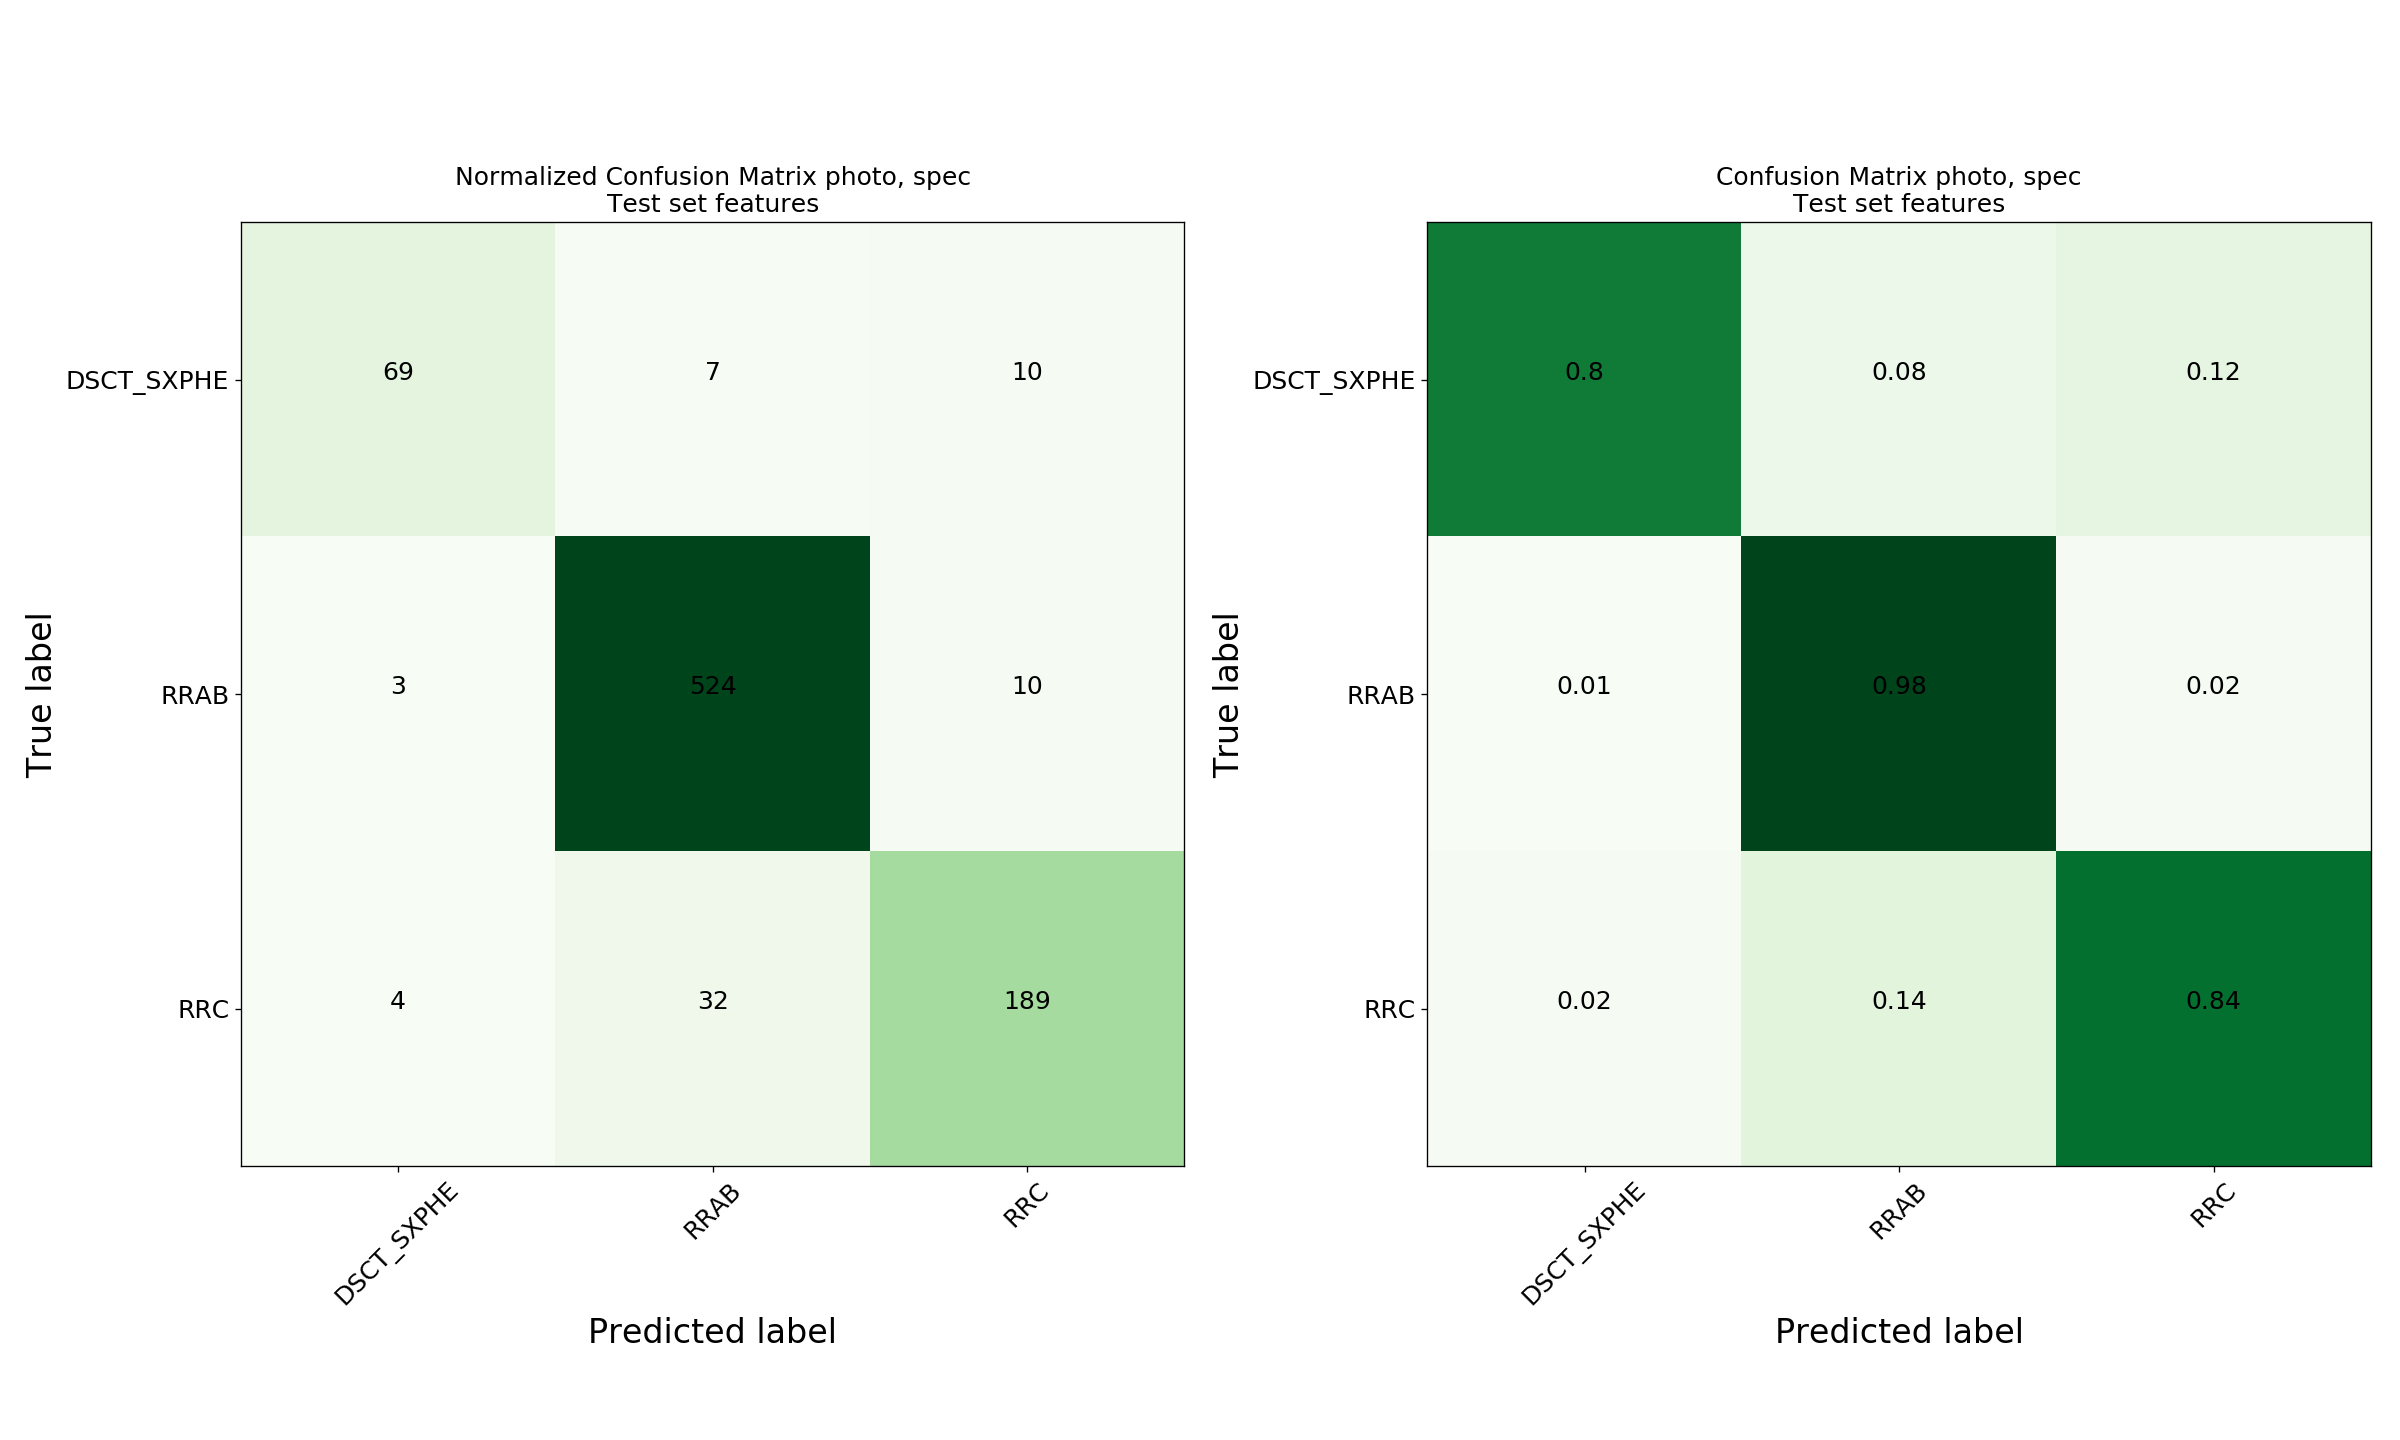 Normalized Confusion Matrix photo, spec
Test set features
True label
DSCT_SXPHE
69
7
10
RRAB
3
524
10
RRC
4
32
189
DSCT_SXPHE
RRAB
RRC
Predicted label
Confusion Matrix photo, spec
Test set features
True label
DSCT_SXPHE
0.8
0.08
0.12
RRAB
0.01
0.98
0.02
RRC
0.02
0.14
0.84
DSCT_SXPHE
RRAB
RRC
Predicted label